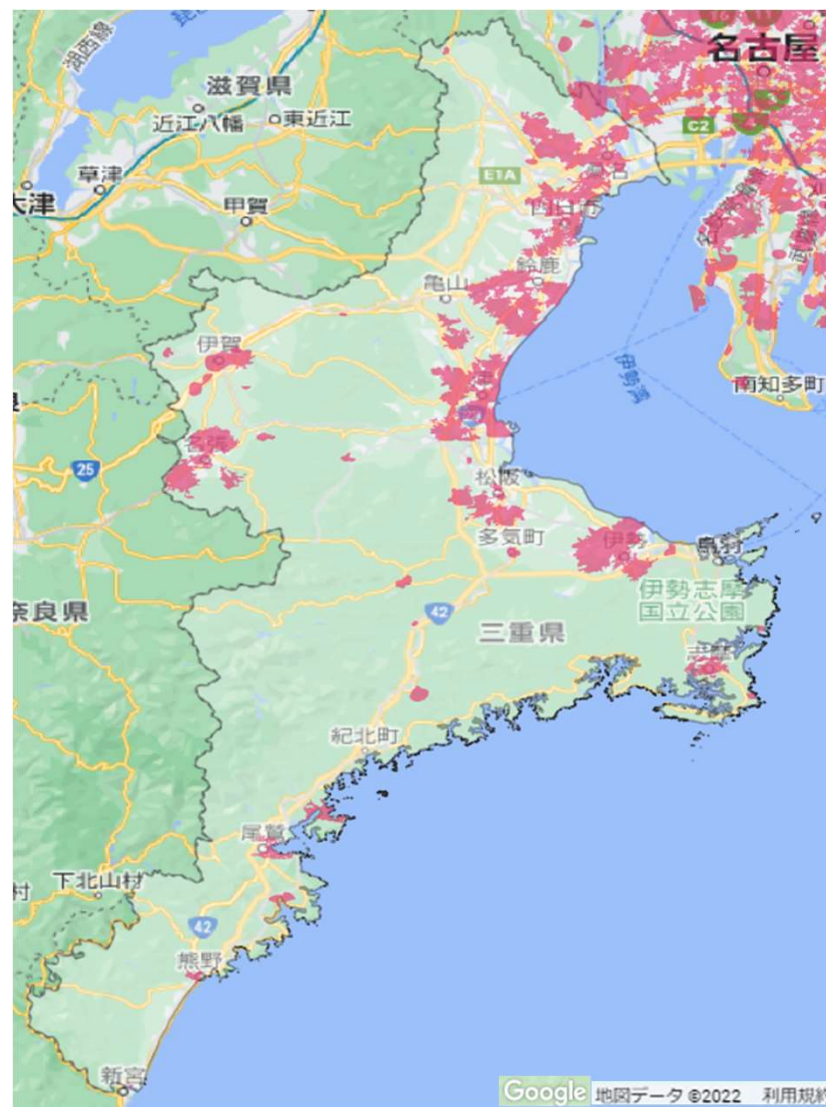 名古屋
滋賀県
近江八幡
東近江
C2
草津
大津
E1A
桑名
甲賀
四日市
鈴鹿
亀山
伊賀
伊勢湾
南知多町
津
名張
25
松阪
多気町
伊勢
鳥羽
伊勢志摩
国立公園
奈良県
42
三重県
志摩
紀北町
尾鷲
下北山村
村
42
熊野
新宮
Google 地図データ ©2022 利用規約